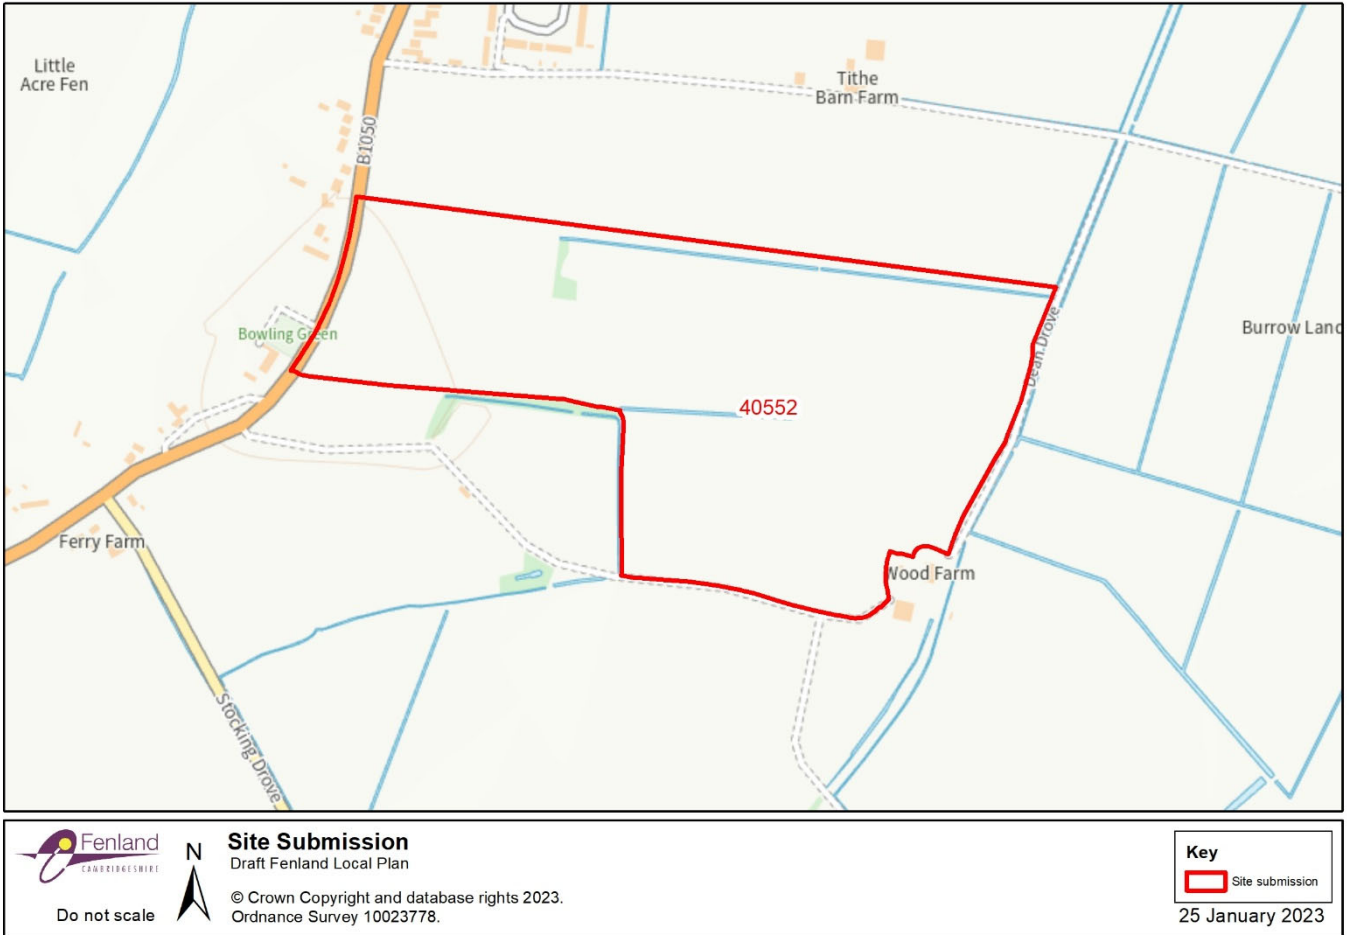 Little
Acre Fen
B1050
Tithe
Barn Farm
Bowling Green
Dean Drove
Burrow Land
40552
Ferry Farm
Wood Farm
Stocking Drove
Fenland
CAMBRIDGESHIRE
Do not scale
N
Site Submission
Draft Fenland Local Plan
© Crown Copyright and database rights 2023.
Ordnance Survey 10023778.
Key
Site submission
25 January 2023